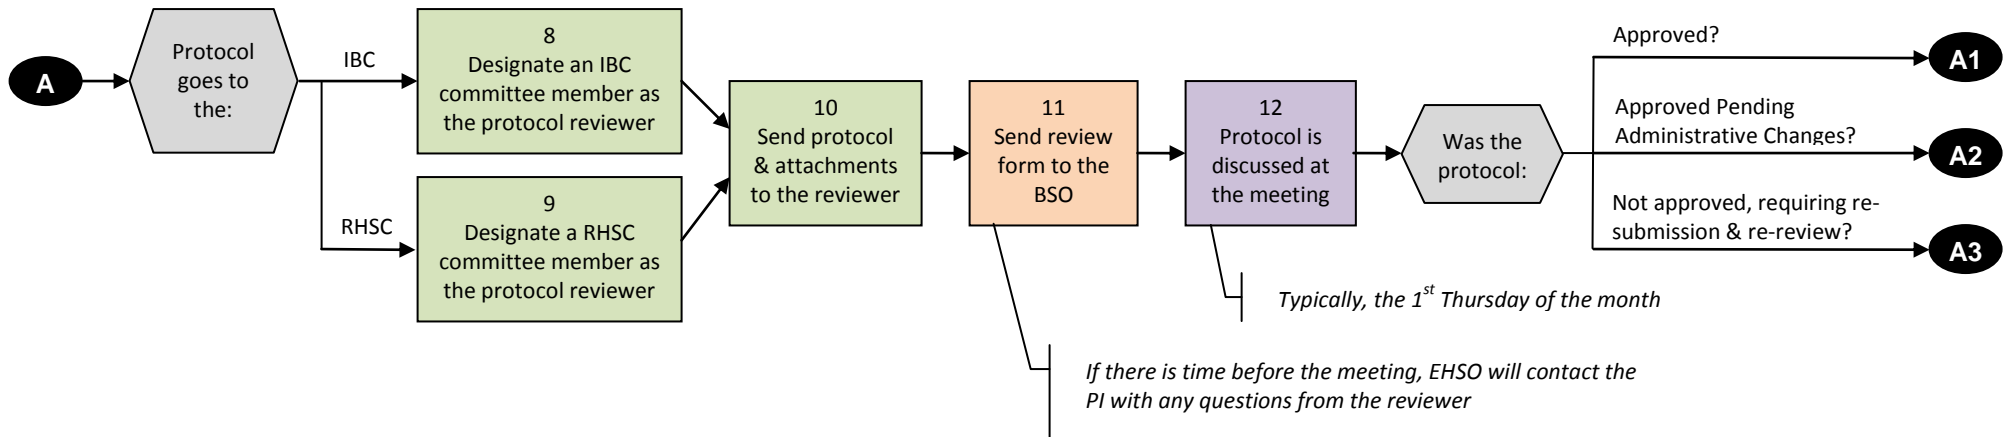 A
Protocol
goes to
the:
IBC
RHSC
8
Designate an IBC
committee member as
the protocol reviewer
9
Designate a RHSC
committee member as
the protocol reviewer
10
Send protocol
& attachments
to the reviewer
11
Send review
form to the
BSO
12
Protocol is
discussed at
the meeting
Was the
protocol:
Approved?
A1
Approved Pending
Administrative Changes?
A2
Not approved, requiring re-
submission & re-review?
A3
Typically, the 1st Thursday of the month
If there is time before the meeting, EHSO will contact the
PI with any questions from the reviewer